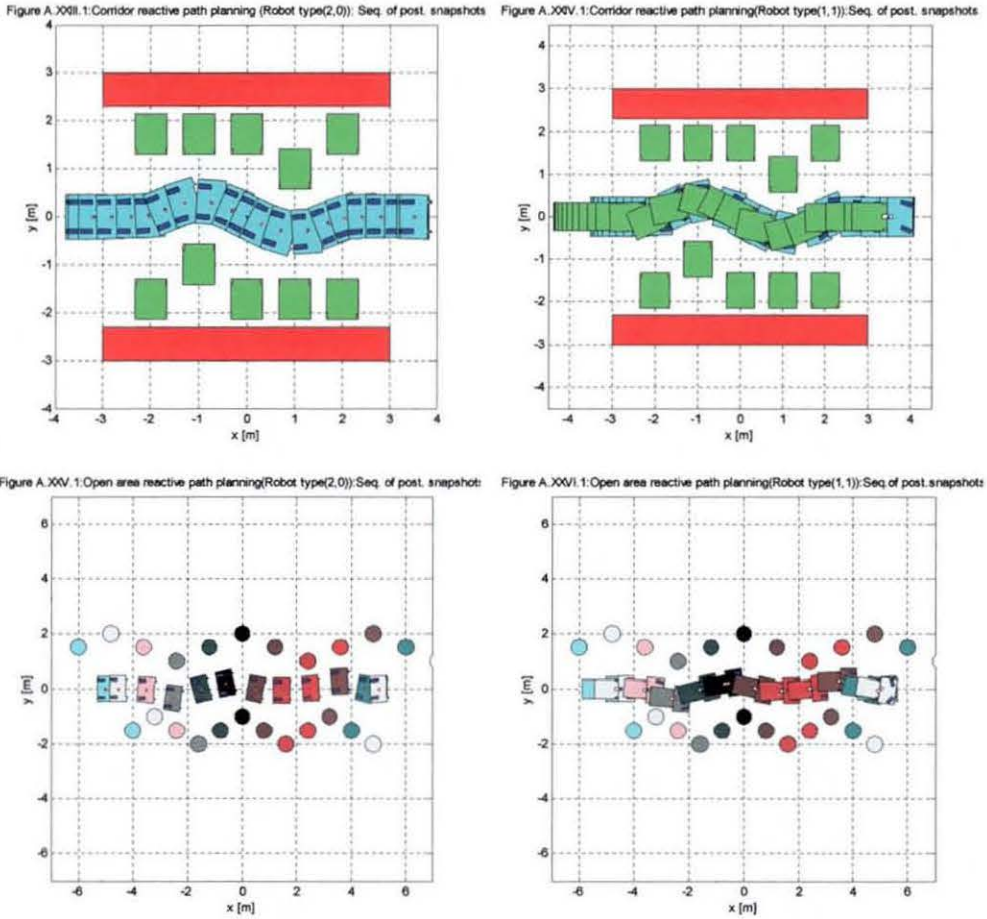 Figure A.XXIII.1:Corridor reactive path planning (Robot type(2,0)): Seq. of post. snapshots
4
3
2
1
0
-1
-2
-3
-4
y [m]
-4 -3 -2 -1 0 1 2 3 4
x [m]
Figure A.XXIV.1:Corridor reactive path planning(Robot type(1,1)):Seq.of post. snapshots
4
3
2
1
0
-1
-2
-3
-4
y [m]
-4 -3 -2 -1 0 1 2 3 4
x [m]
Figure A.XXV.1:Open area reactive path planning(Robot type(2,0)):Seq. of post. snapshots
6
4
2
0
-2
-4
-6
y [m]
-6 -4 -2 0 2 4 6
x [m]
Figure A.XXVI.1:Open area reactive path planning(Robot type(1,1)):Seq.of post.snapshots
6
4
2
0
-2
-4
-6
y [m]
-6 -4 -2 0 2 4 6
x [m]